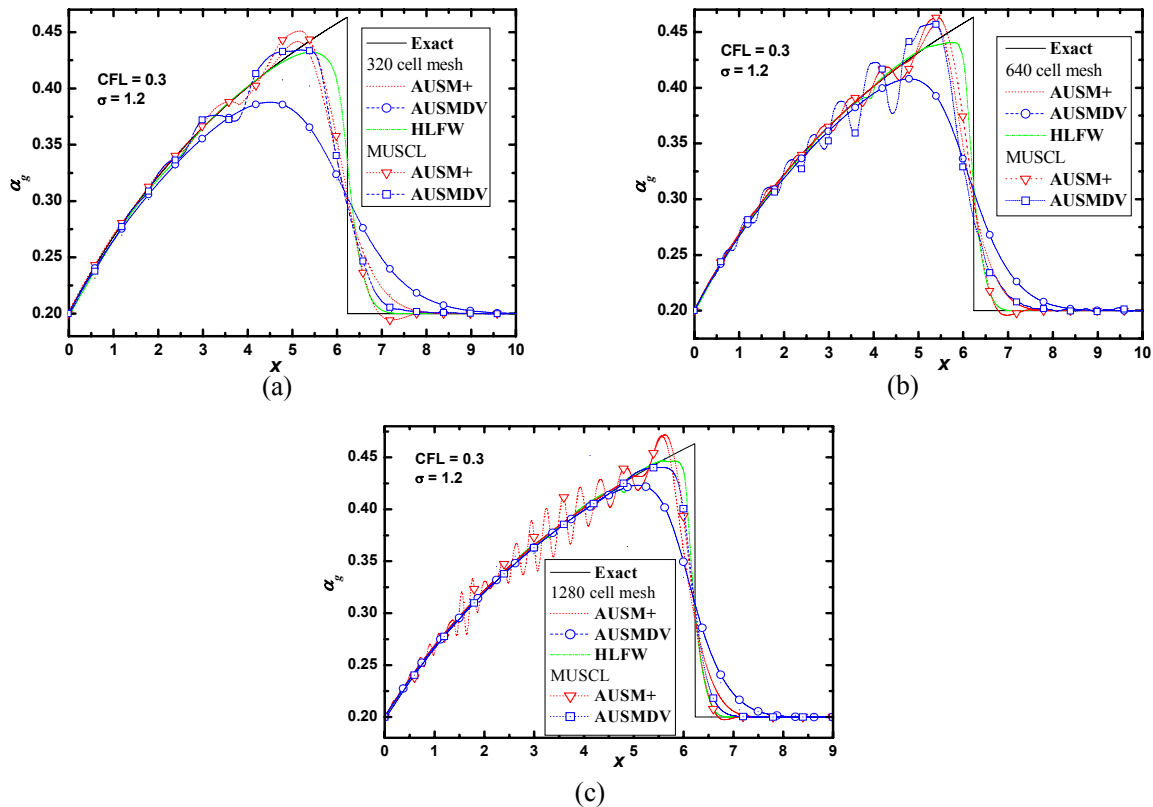 0.45
0.40
0.35
0.30
0.25
0.20
α_g
CFL = 0.3
σ = 1.2
Exact
320 cell mesh
AUSM+
AUSMDV
HLFW
MUSCL
AUSM+
AUSMDV
0 1 2 3 4 5 6 7 8 9 10
x
(a)
0.45
0.40
0.35
0.30
0.25
0.20
α_g
CFL = 0.3
σ = 1.2
Exact
640 cell mesh
AUSM+
AUSMDV
HLFW
MUSCL
AUSM+
AUSMDV
0 1 2 3 4 5 6 7 8 9 10
x
(b)
0.45
0.40
0.35
0.30
0.25
0.20
α_g
CFL = 0.3
σ = 1.2
Exact
1280 cell mesh
AUSM+
AUSMDV
HLFW
MUSCL
AUSM+
AUSMDV
0 1 2 3 4 5 6 7 8 9
x
(c)